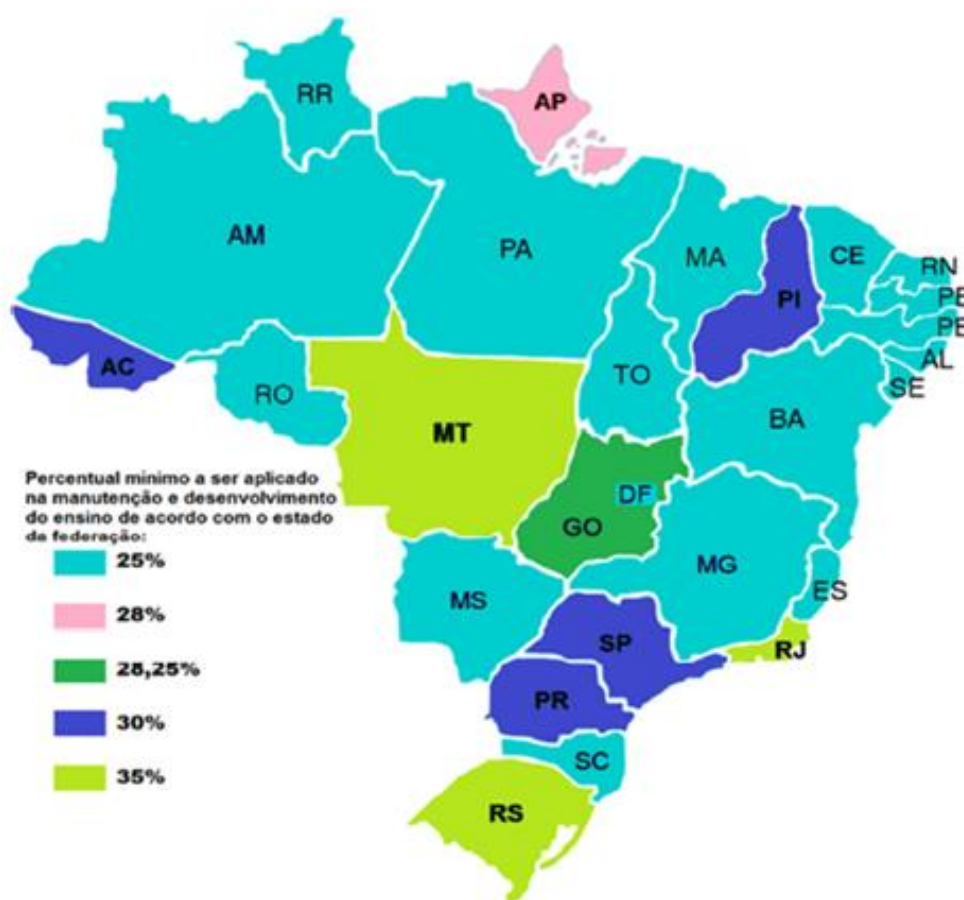 RR
AP
AM
PA
MA
CE
RN
PI
PE
PE
AL
SE
AC
RO
TO
BA
MT
Percentual mínimo a ser aplicado
na manutenção e desenvolvimento
do ensino de acordo com o estado
da federação:
25%
28%
28,25%
30%
35%
DF
GO
MG
ES
MS
SP
RJ
PR
SC
RS